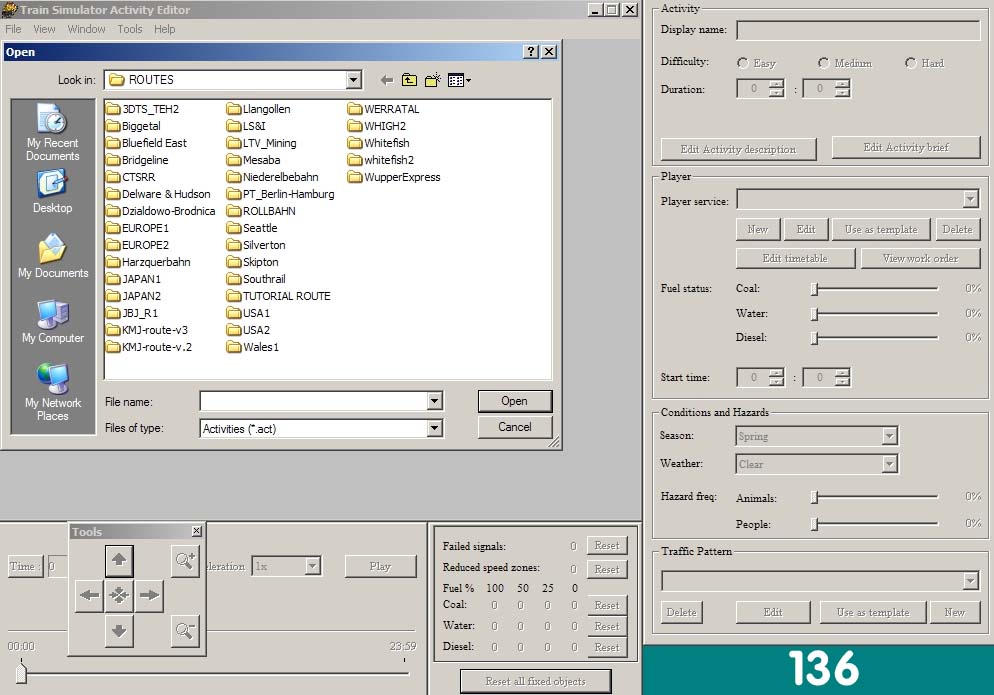 Train Simulator Activity Editor
File View Window Tools Help
Open
Look in: ROUTES
My Recent Documents
Desktop
My Documents
My Computer
My Network Places
3DTS_TEH2
Biggetal
Bluefield East
Bridgeline
CTSRR
Delware & Hudson
Dzialdowo-Brodnica
EUROPE1
EUROPE2
Harzquerbahn
JAPAN1
JAPAN2
JBJ_R1
KMJ-route-v3
KMJ-route-v.2
Llangollen
LS&I
LTV_Mining
Mesaba
Niederelbebahn
PT_Berlin-Hamburg
ROLLBAHN
Seattle
Silverton
Skipton
Southrail
TUTORIAL ROUTE
USA1
USA2
Wales1
WERRATAL
WHIGH2
Whitefish
whitefish2
WupperExpress
File name: Open
Files of type: Activities (*.act) Cancel
Activity
Display name:
Difficulty: Easy Medium Hard
Duration: 0 : 0
Edit Activity description Edit Activity brief
Player
Player service:
New Edit Use as template Delete
Edit timetable View work order
Fuel status: Coal: 0%
Water: 0%
Diesel: 0%
Start time: 0 : 0
Conditions and Hazards
Season: Spring
Weather: Clear
Hazard freq: Animals: 0%
People: 0%
Traffic Pattern
Delete Edit Use as template New
Tools
Time : 0 leration 1x Play
00:00 23:59
Failed signals: 0 Reset
Reduced speed zones: 0 Reset
Fuel % 100 50 25 0
Coal: 0 0 0 0 Reset
Water: 0 0 0 0 Reset
Diesel: 0 0 0 0 Reset
Reset all fixed objects
136